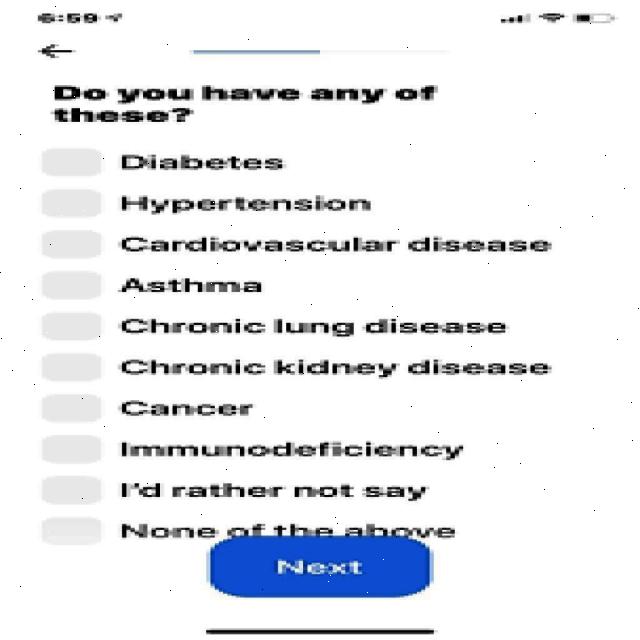 6:59
Do you have any of
these?
Diabetes
Hypertension
Cardiovascular disease
Asthma
Chronic lung disease
Chronic kidney disease
Cancer
Immunodeficiency
I'd rather not say
None of the above
Next